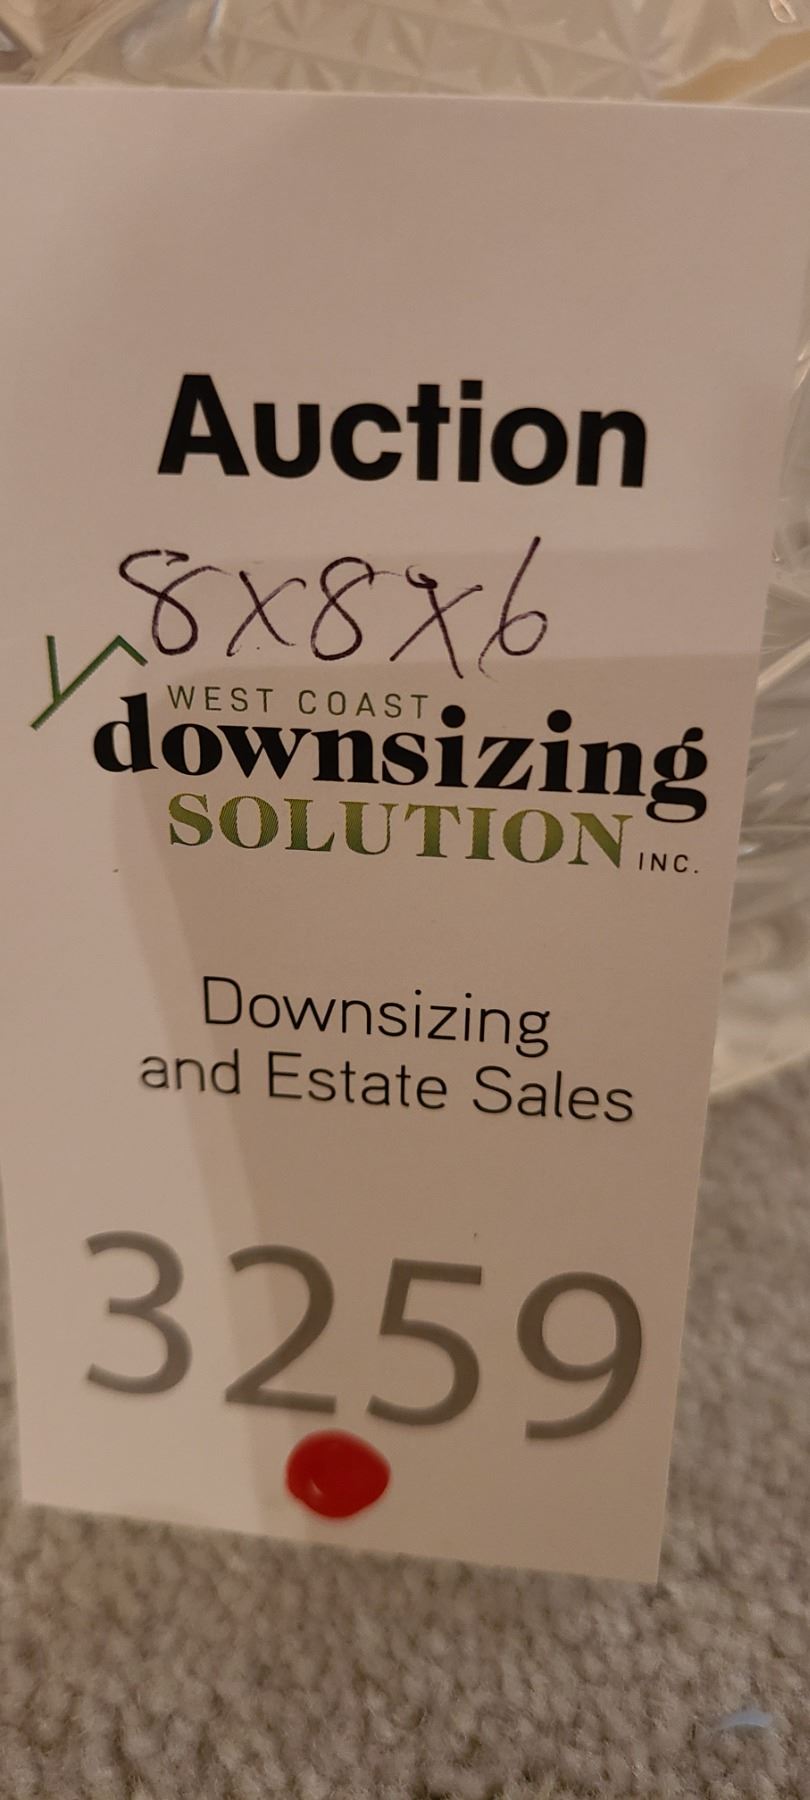 Auction
8x8x6
WEST COAST
downsizing
SOLUTION INC.
Downsizing
and Estate Sales
3259